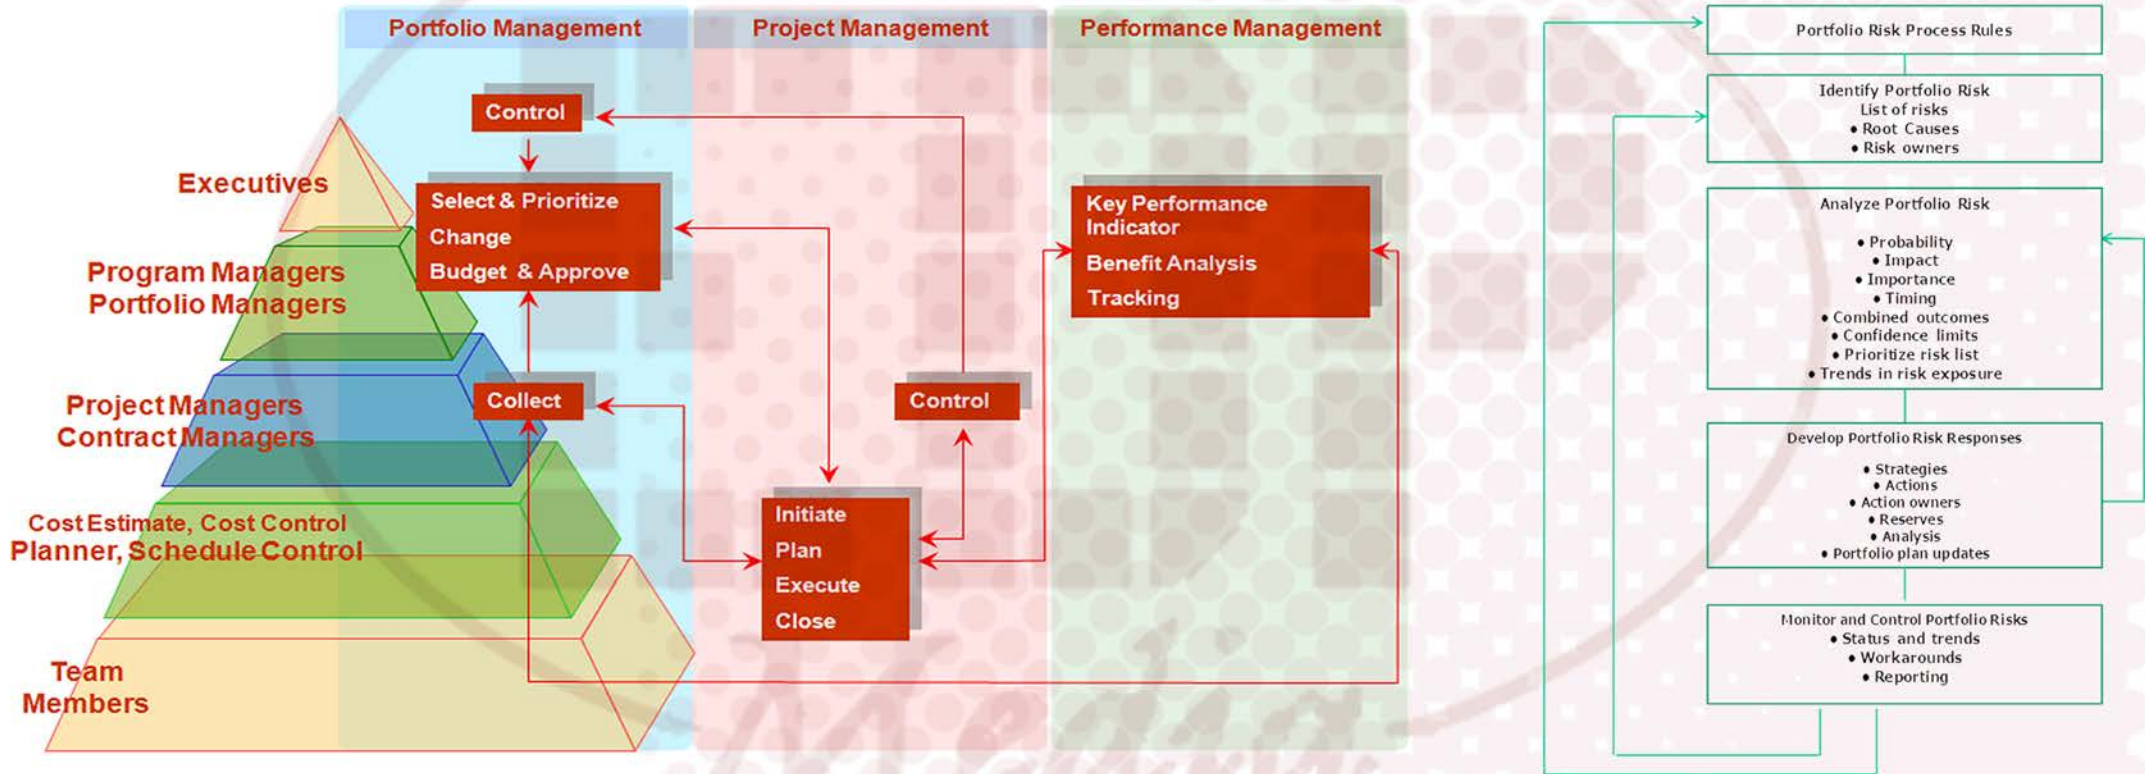 Portfolio Management
Project Management
Performance Management
Executives
Program Managers
Portfolio Managers
Project Managers
Contract Managers
Cost Estimate, Cost Control
Planner, Schedule Control
Team
Members
Control
Select & Prioritize
Change
Budget & Approve
Collect
Control
Initiate
Plan
Execute
Close
Key Performance
Indicator
Benefit Analysis
Tracking
Portfolio Risk Process Rules
Identify Portfolio Risk
List of risks
• Root Causes
• Risk owners
Analyze Portfolio Risk
• Probability
• Impact
• Importance
• Timing
• Combined outcomes
• Confidence limits
• Prioritize risk list
• Trends in risk exposure
Develop Portfolio Risk Responses
• Strategies
• Actions
• Action owners
• Reserves
• Analysis
• Portfolio plan updates
Monitor and Control Portfolio Risks
• Status and trends
• Workarounds
• Reporting